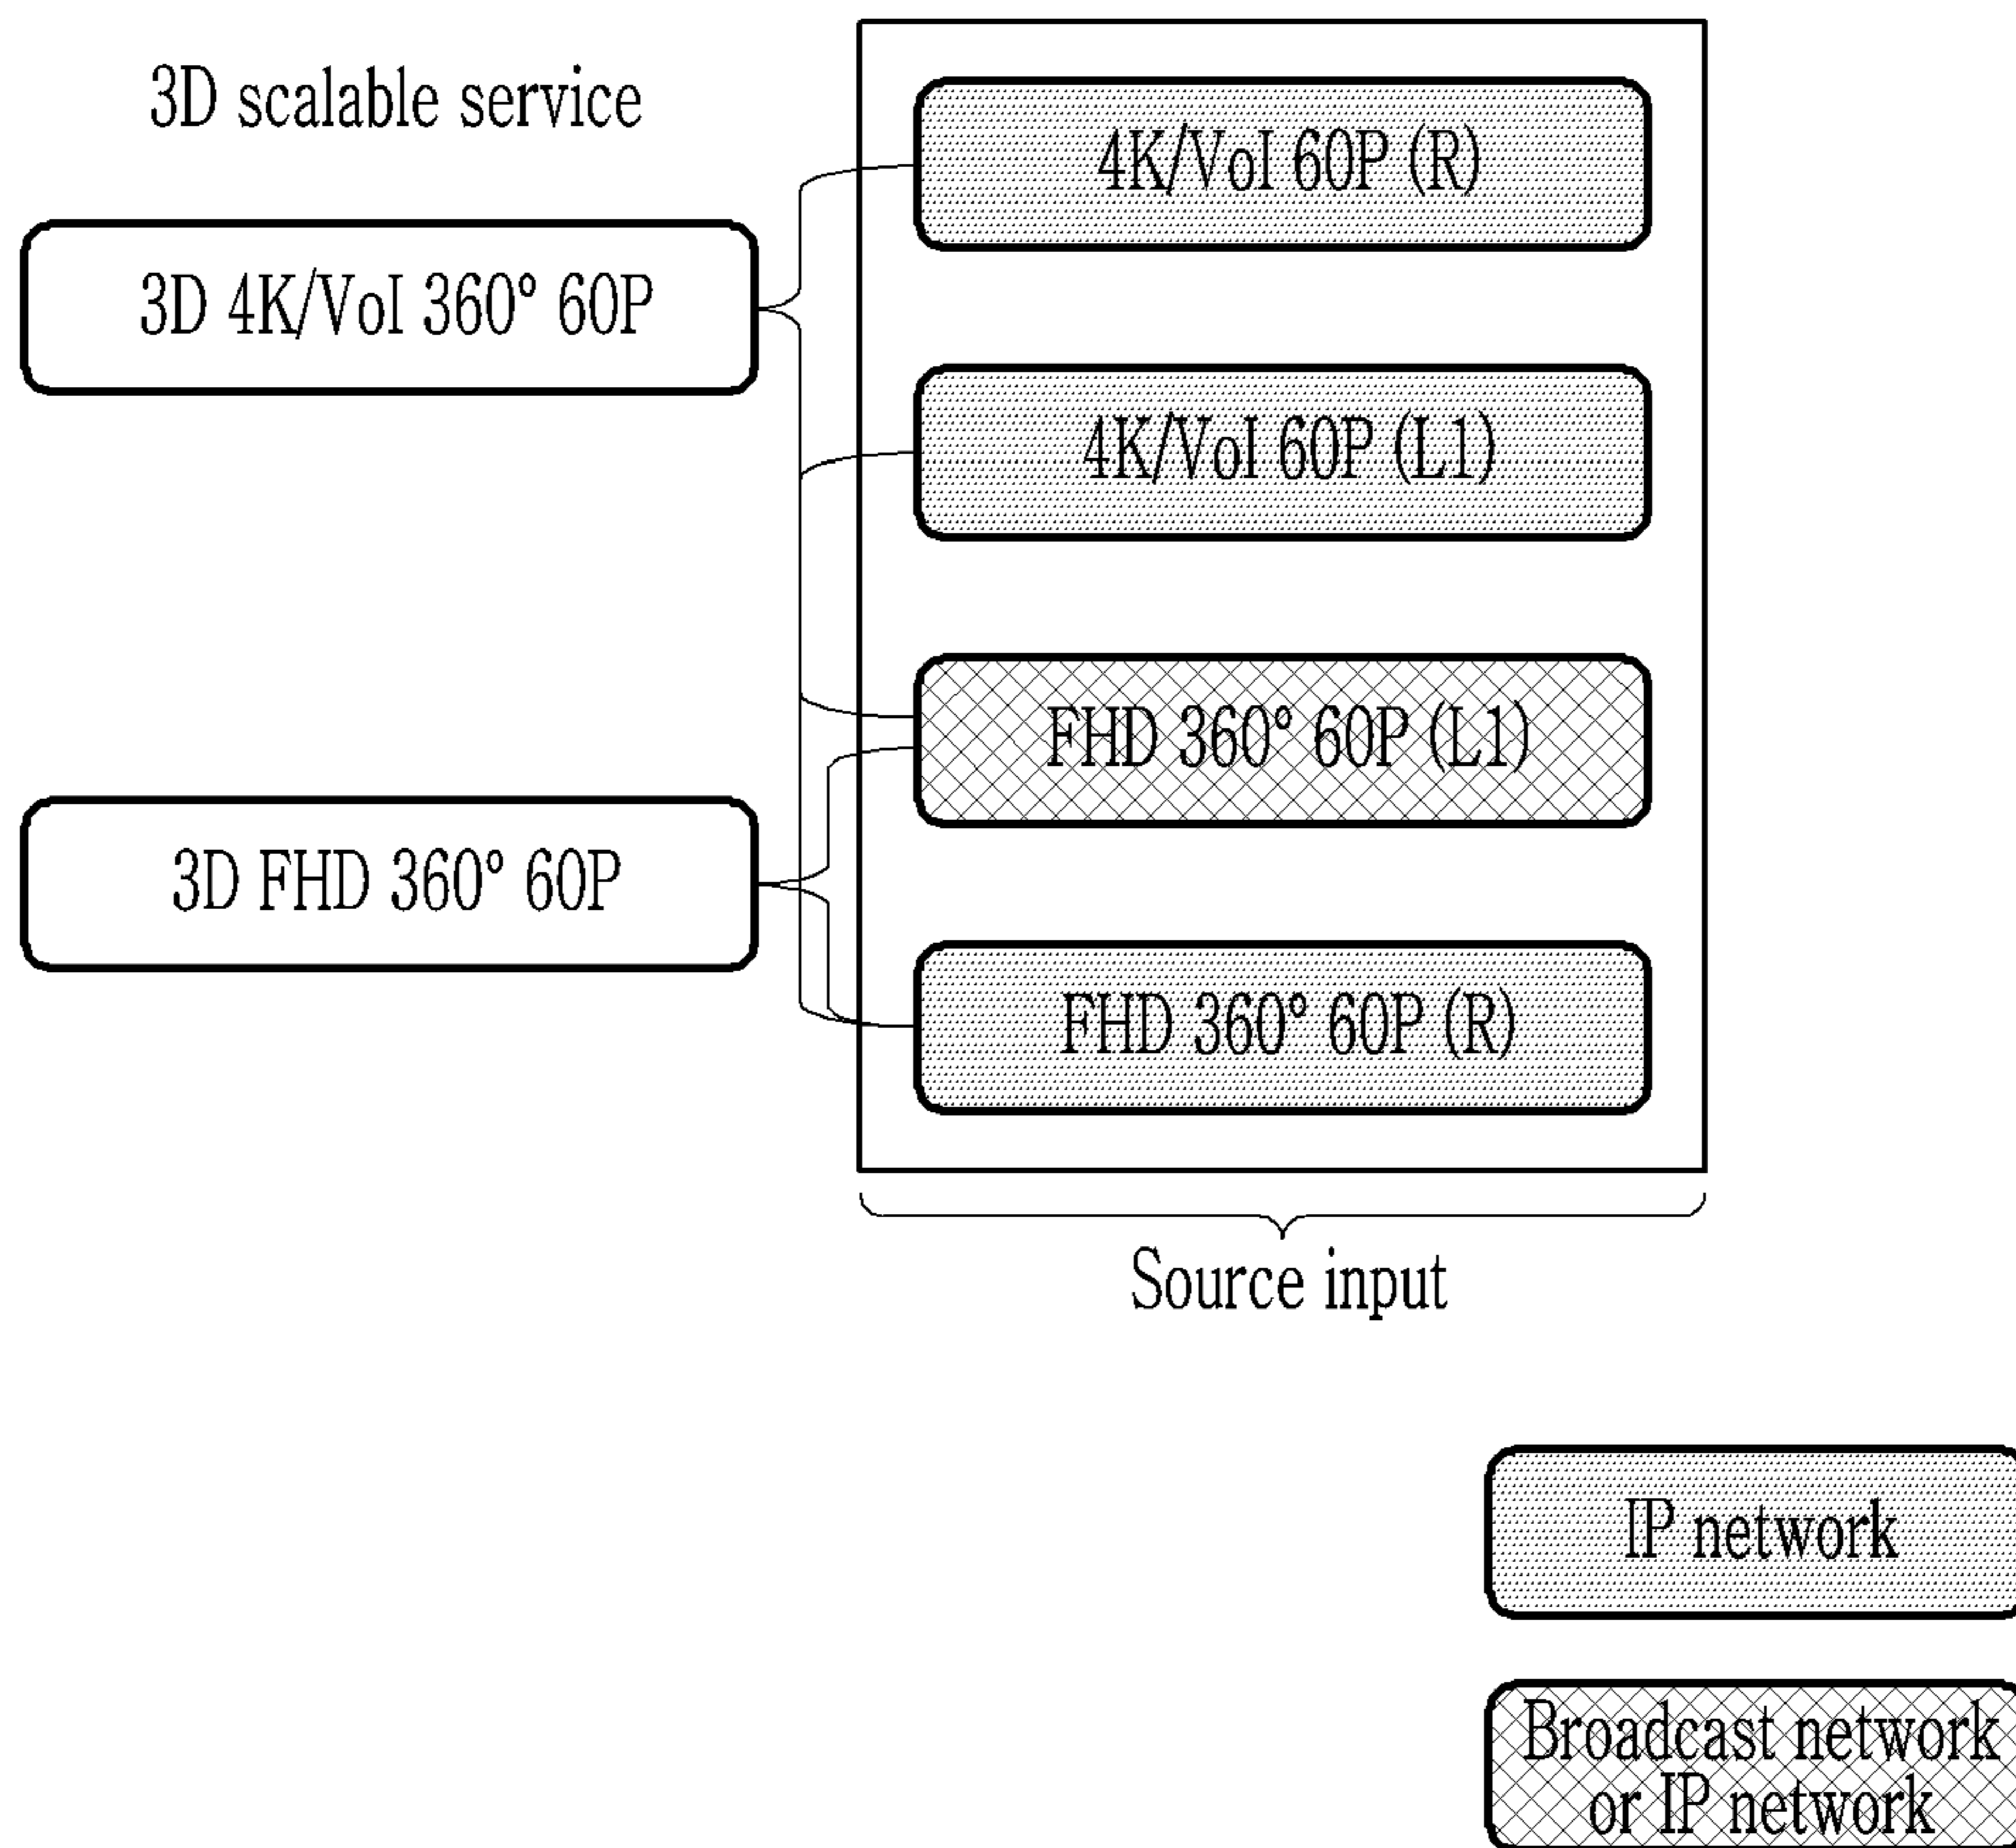 3D scalable service
3D 4K/VoI 360° 60P
3D FHD 360° 60P
4K/VoI 60P (R)
4K/VoI 60P (L1)
FHD 360° 60P (L1)
FHD 360° 60P (R)
Source input
IP network
Broadcast network
or IP network